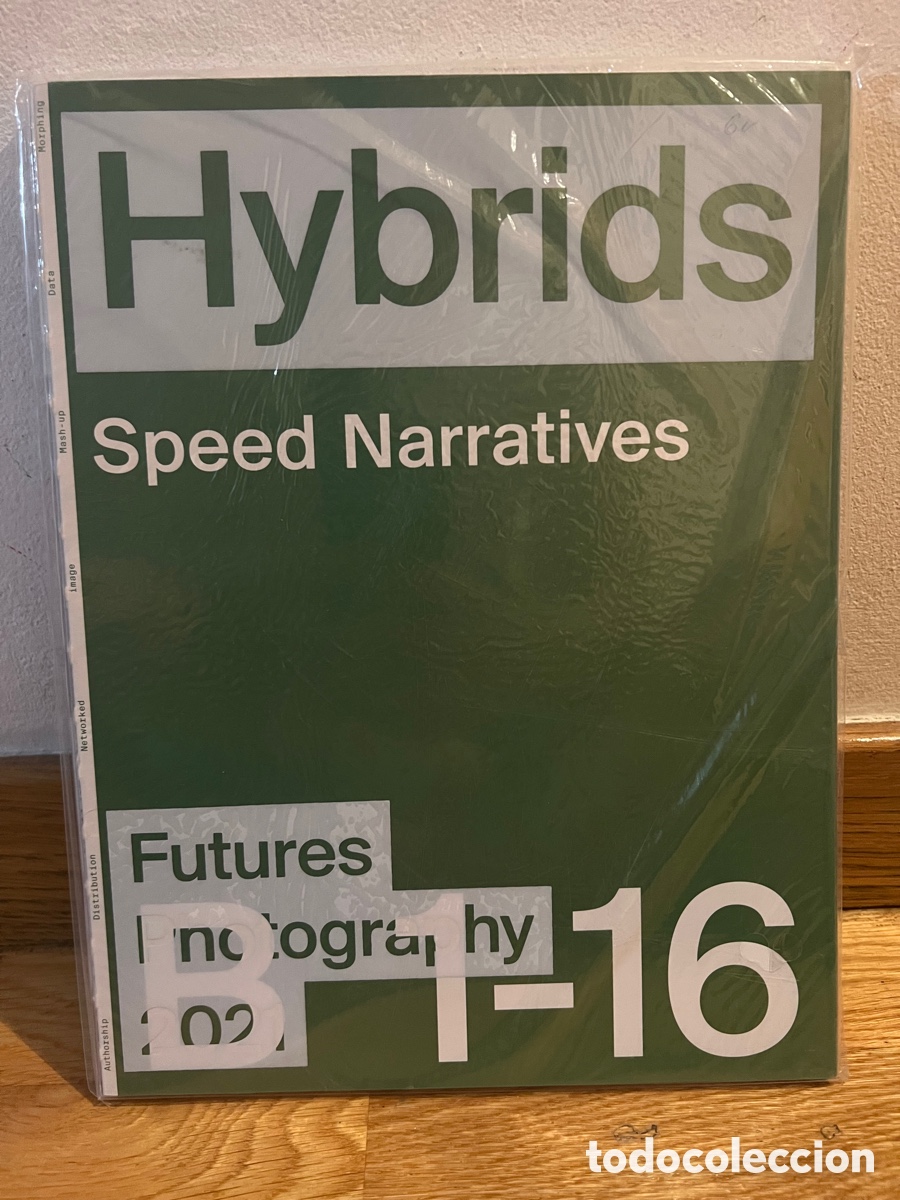 Hybrids
Speed Narratives
Futures
Photography
B 1-16
Morphing
Data
Mash-up
image
Networked
Distribution
Authorship
todocoleccion